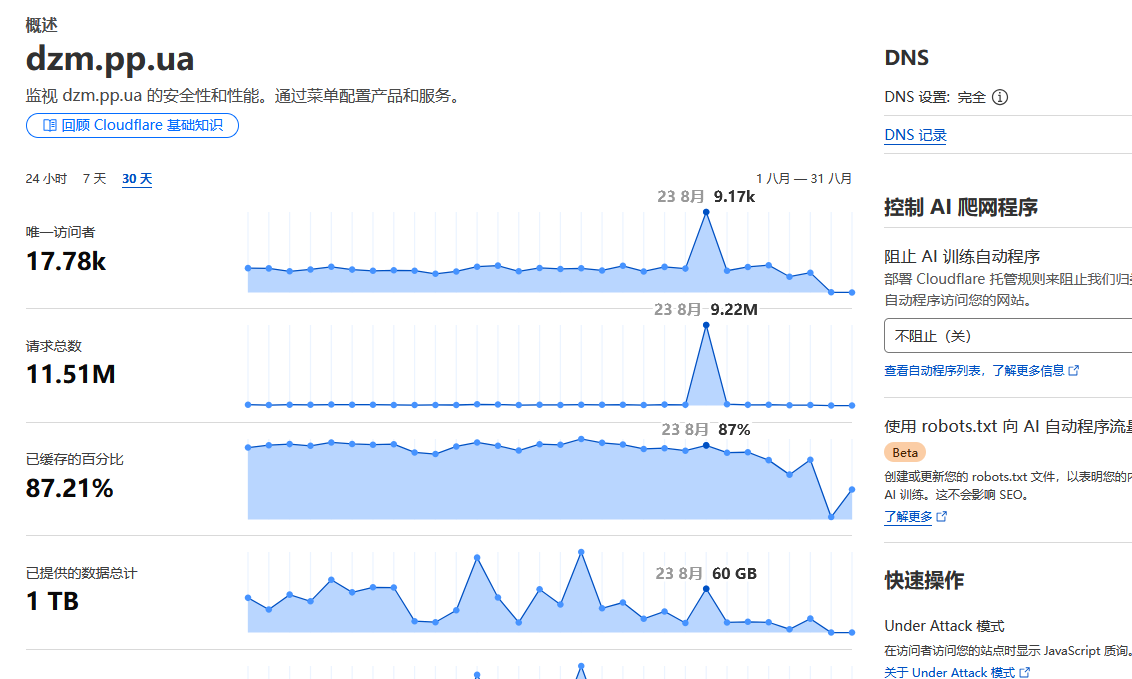 概述
dzm.pp.ua
监视 dzm.pp.ua 的安全性和性能。通过菜单配置产品和服务。
回顾 Cloudflare 基础知识
24 小时 7 天 30 天
1 八月 — 31 八月
唯一访问者
17.78k
23 8月 9.17k
请求总数
11.51M
23 8月 9.22M
已缓存的百分比
87.21%
23 8月 87%
已提供的数据总计
1 TB
23 8月 60 GB
DNS
DNS 设置: 完全
DNS 记录
控制 AI 爬网程序
阻止 AI 训练自动程序
部署 Cloudflare 托管规则来阻止我们归
自动程序访问您的网站。
不阻止（关）
查看自动程序列表，了解更多信息
使用 robots.txt 向 AI 自动程序流
Beta
创建或更新您的 robots.txt 文件，以表明您的
AI 训练。这不会影响 SEO。
了解更多
快速操作
Under Attack 模式
在访问者访问您的站点时显示 JavaScript 质询。
关于 Under Attack 模式